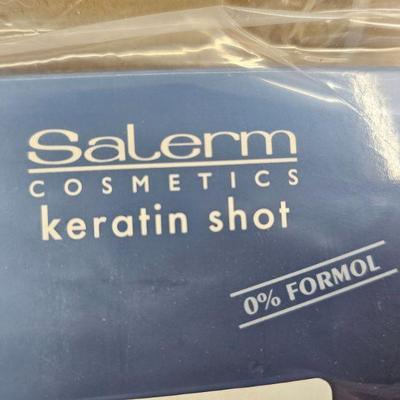 Salerm
COSMETICS
keratin shot
0% FORMOL